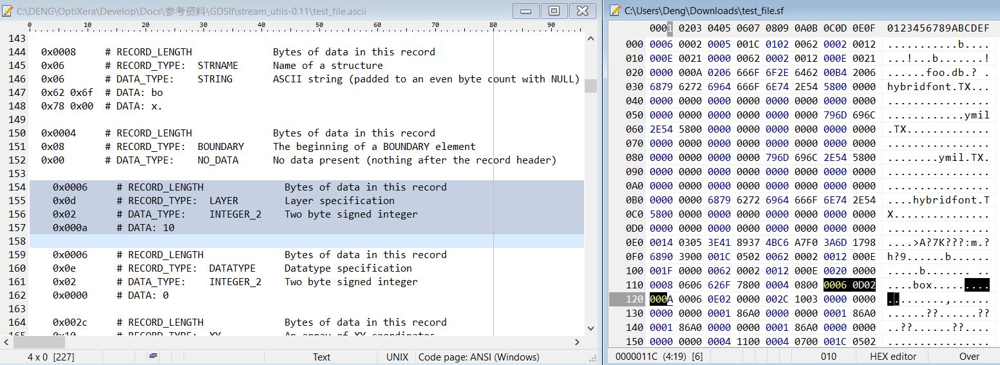 C:\DENG\OptiXera\Develop\Docs\参考资料\GDSII\stream_utils-0.11\test_file.ascii
0 10 20 30 40 50 60 70 80 90
143
144 0x0008 # RECORD_LENGTH Bytes of data in this record
145 0x06 # RECORD_TYPE: STRNAME Name of a structure
146 0x06 # DATA_TYPE: STRING ASCII string (padded to an even byte count with NULL)
147 0x62 0x6f # DATA: bo
148 0x78 0x00 # DATA: x.
149
150 0x0004 # RECORD_LENGTH Bytes of data in this record
151 0x08 # RECORD_TYPE: BOUNDARY The beginning of a BOUNDARY element
152 0x00 # DATA_TYPE: NO_DATA No data present (nothing after the record header)
153
154 0x0006 # RECORD_LENGTH Bytes of data in this record
155 0x0d # RECORD_TYPE: LAYER Layer specification
156 0x02 # DATA_TYPE: INTEGER_2 Two byte signed integer
157 0x000a # DATA: 10
158
159 0x0006 # RECORD_LENGTH Bytes of data in this record
160 0x0e # RECORD_TYPE: DATATYPE Datatype specification
161 0x02 # DATA_TYPE: INTEGER_2 Two byte signed integer
162 0x0000 # DATA: 0
163
164 0x002c # RECORD_LENGTH Bytes of data in this record
165 0x10 # RECORD_TYPE: XY An array of XY coordinates
4 x 0 [227] Text UNIX Code page: ANSI (Windows)
C:\Users\Deng\Downloads\test_file.sf
0001 0203 0405 0607 0809 0A0B 0C0D 0E0F 0123456789ABCDEF
000 0006 0002 0005 001C 0102 0062 0002 0012 ...........b....
010 000E 0021 0000 0062 0002 0012 000E 0021 ...!...b.......!
020 0000 000A 0206 666F 6F2E 6462 00B4 2006 ......foo.db.? .
030 6879 6272 6964 666F 6E74 2E54 5800 0000 hybridfont.TX...
040 0000 0000 0000 0000 0000 0000 0000 0000 ................
050 0000 0000 0000 0000 0000 0000 796D 696C ............ymil
060 2E54 5800 0000 0000 0000 0000 0000 0000 .TX.............
070 0000 0000 0000 0000 0000 0000 0000 0000 ................
080 0000 0000 0000 0000 796D 696C 2E54 5800 ........ymil.TX.
090 0000 0000 0000 0000 0000 0000 0000 0000 ................
0A0 0000 0000 0000 0000 0000 0000 0000 0000 ................
0B0 0000 0000 6879 6272 6964 666F 6E74 2E54 ....hybridfont.T
0C0 5800 0000 0000 0000 0000 0000 0000 0000 X...............
0D0 0000 0000 0000 0000 0000 0000 0000 0000 ................
0E0 0014 0305 3E41 8937 4BC6 A7F0 3A6D 1798 ....>A?7K???:m.?
0F0 6890 3900 001C 0502 0062 0002 0012 000E h?9......b......
100 001F 0000 0062 0002 0012 000E 0020 0000 .....b....... ..
110 0008 0606 626F 7800 0004 0800 0006 0D02 ....box.........
120 000A 0006 0E02 0000 002C 1003 0000 0000 .........,......
130 0000 0000 0001 86A0 0000 0000 0001 86A0 ......??......??
140 0001 86A0 0000 0000 0001 86A0 0000 0000 ..??......??....
150 0000 0000 0004 1100 0004 0700 001C 0502 ................
0000011C (4:19) [6] 010 HEX editor Over